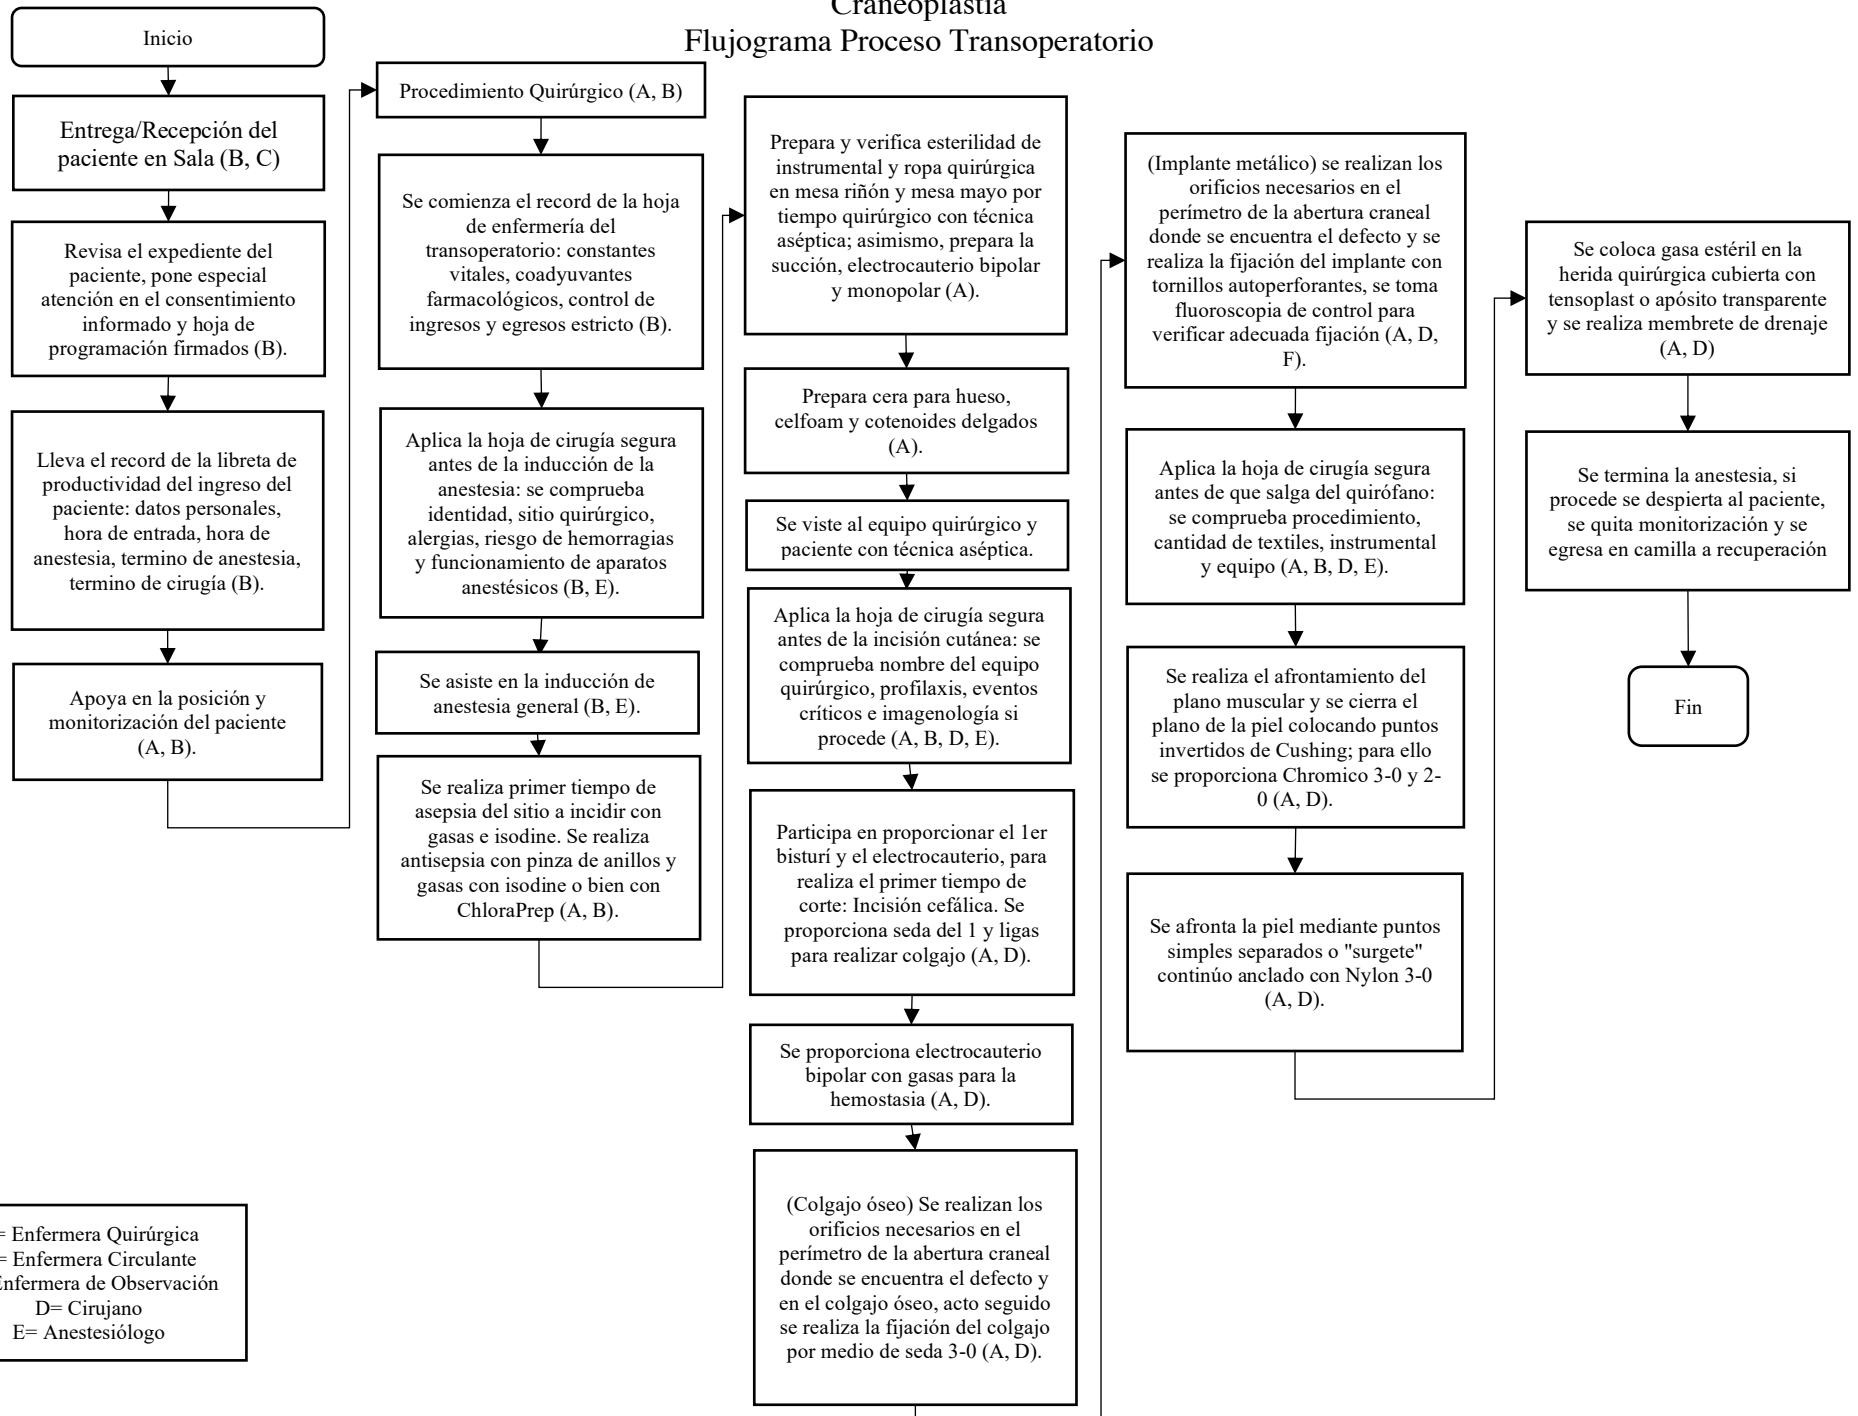 Craneoplastia
Flujograma Proceso Transoperatorio
Inicio
Entrega/Recepción del
paciente en Sala (B, C)
Revisa el expediente del
paciente, pone especial
atención en el consentimiento
informado y hoja de
programación firmados (B).
Lleva el record de la libreta de
productividad del ingreso del
paciente: datos personales,
hora de entrada, hora de
anestesia, termino de anestesia,
termino de cirugía (B).
Apoya en la posición y
monitorización del paciente
(A, B).
Procedimiento Quirúrgico (A, B)
Se comienza el record de la hoja
de enfermería del
transoperatorio: constantes
vitales, coadyuvantes
farmacológicos, control de
ingresos y egresos estricto (B).
Aplica la hoja de cirugía segura
antes de la inducción de la
anestesia: se comprueba
identidad, sitio quirúrgico,
alergias, riesgo de hemorragias
y funcionamiento de aparatos
anestésicos (B, E).
Se asiste en la inducción de
anestesia general (B, E).
Se realiza primer tiempo de
asepsia del sitio a incidir con
gasas e isodine. Se realiza
antisepsia con pinza de anillos y
gasas con isodine o bien con
ChloraPrep (A, B).
Prepara y verifica esterilidad de
instrumental y ropa quirúrgica
en mesa riñón y mesa mayo por
tiempo quirúrgico con técnica
aséptica; asimismo, prepara la
succión, electrocauterio bipolar
y monopolar (A).
Prepara cera para hueso,
celfoam y cotenoides delgados
(A).
Se viste al equipo quirúrgico y
paciente con técnica aséptica.
Aplica la hoja de cirugía segura
antes de la incisión cutánea: se
comprueba nombre del equipo
quirúrgico, profilaxis, eventos
críticos e imagenología si
procede (A, B, D, E).
Participa en proporcionar el 1er
bisturí y el electrocauterio, para
realiza el primer tiempo de
corte: Incisión cefálica. Se
proporciona seda del 1 y ligas
para realizar colgajo (A, D).
Se proporciona electrocauterio
bipolar con gasas para la
hemostasia (A, D).
(Colgajo óseo) Se realizan los
orificios necesarios en el
perímetro de la abertura craneal
donde se encuentra el defecto y
en el colgajo óseo, acto seguido
se realiza la fijación del colgajo
por medio de seda 3-0 (A, D).
(Implante metálico) se realizan los
orificios necesarios en el
perímetro de la abertura craneal
donde se encuentra el defecto y se
realiza la fijación del implante con
tornillos autoperforantes, se toma
fluoroscopia de control para
verificar adecuada fijación (A, D,
F).
Aplica la hoja de cirugía segura
antes de que salga del quirófano:
se comprueba procedimiento,
cantidad de textiles, instrumental
y equipo (A, B, D, E).
Se realiza el afrontamiento del
plano muscular y se cierra el
plano de la piel colocando puntos
invertidos de Cushing; para ello
se proporciona Chromico 3-0 y 2-
0 (A, D).
Se afronta la piel mediante puntos
simples separados o "surgete"
continúo anclado con Nylon 3-0
(A, D).
Se coloca gasa estéril en la
herida quirúrgica cubierta con
tensoplast o apósito transparente
y se realiza membrete de drenaje
(A, D)
Se termina la anestesia, si
procede se despierta al paciente,
se quita monitorización y se
egresa en camilla a recuperación
Fin
= Enfermera Quirúrgica
= Enfermera Circulante
Enfermera de Observación
D= Cirujano
E= Anestesiólogo